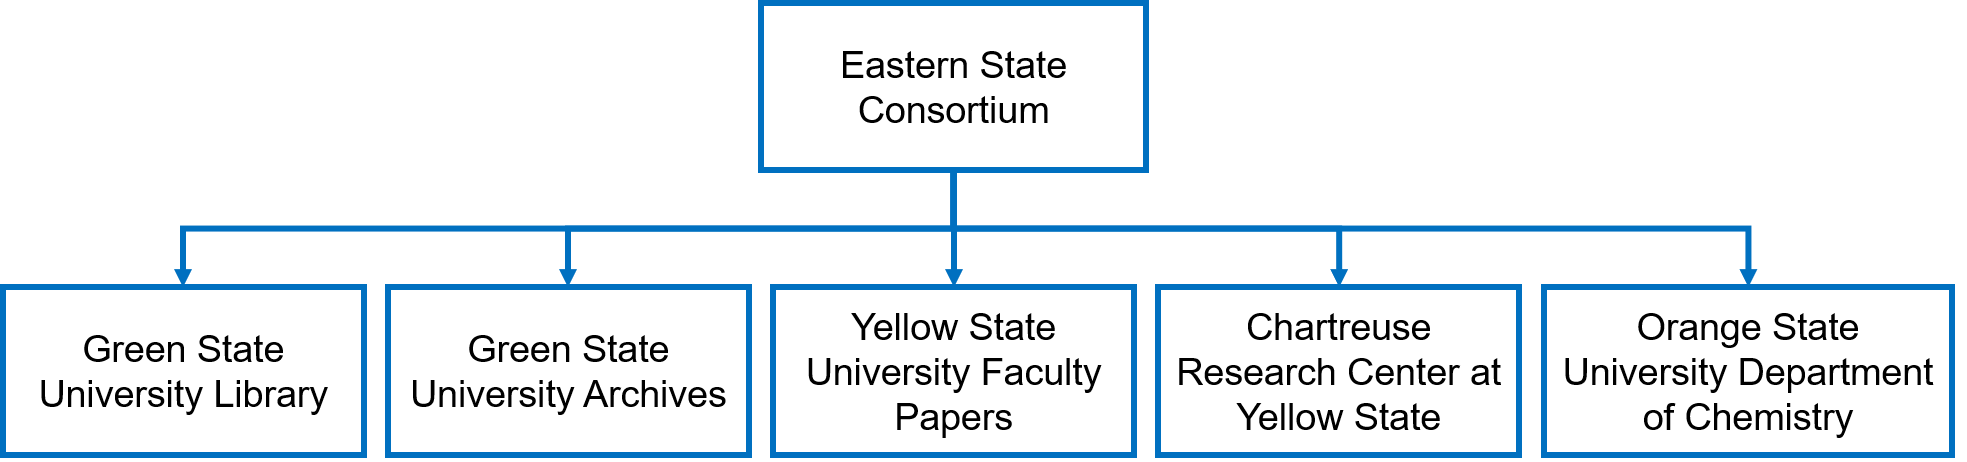 Eastern State
Consortium
Green State
University Library
Green State
University Archives
Yellow State
University Faculty
Papers
Chartreuse
Research Center at
Yellow State
Orange State
University Department
of Chemistry